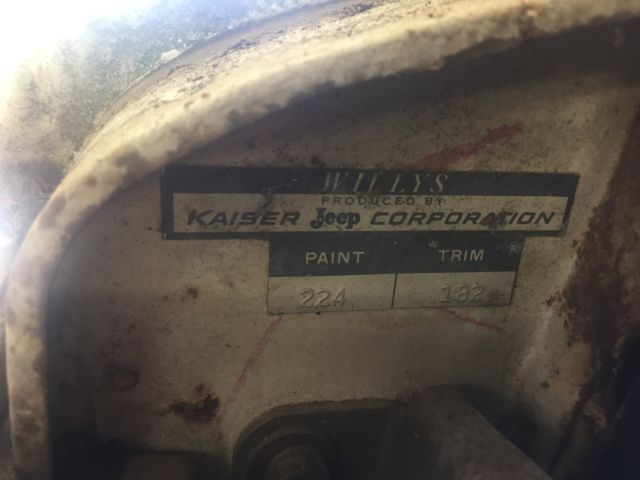 WILLYS
PRODUCED BY
KAISER Jeep CORPORATION
PAINT TRIM
224 182